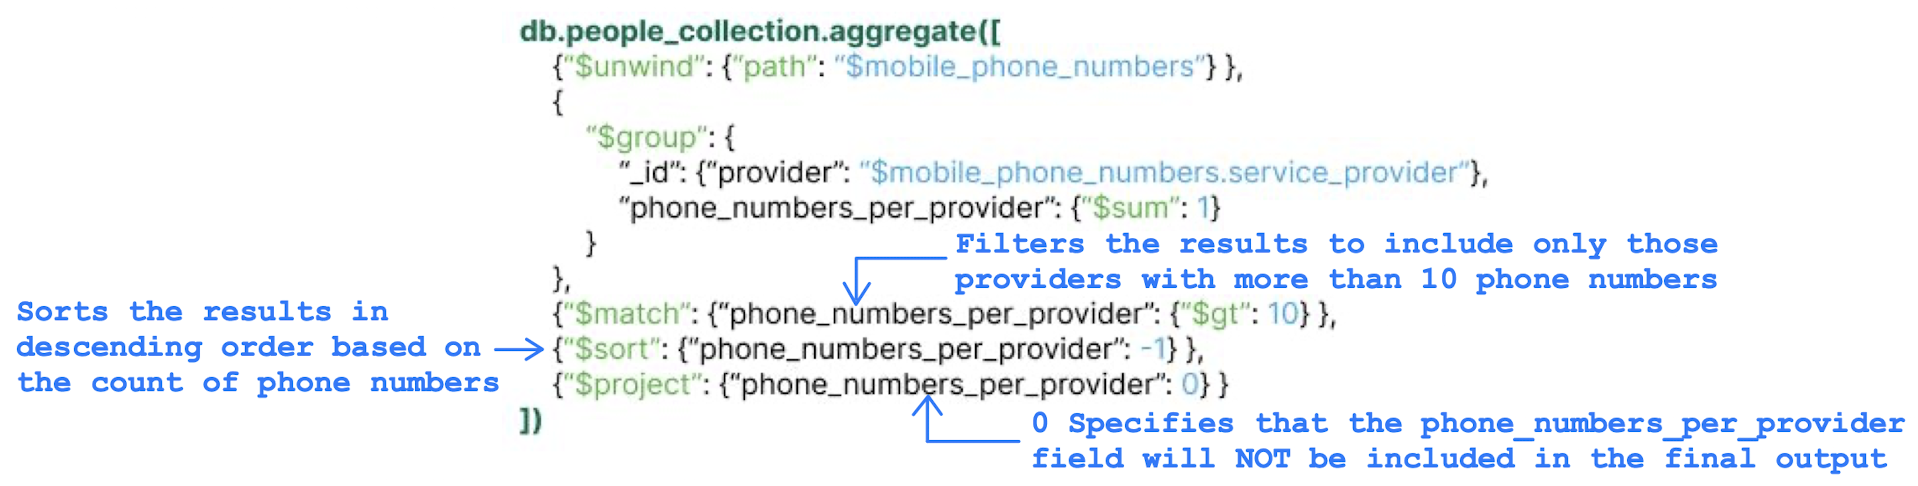 db.people_collection.aggregate([
{“$unwind”: {“path”: “$mobile_phone_numbers”} },
{
“$group”: {
“_id”: {“provider”: “$mobile_phone_numbers.service_provider”},
“phone_numbers_per_provider”: {“$sum”: 1}
}
},
Filters the results to include only those
providers with more than 10 phone numbers
{“$match”: {“phone_numbers_per_provider”: {“$gt”: 10} },
Sorts the results in
descending order based on
the count of phone numbers
{“$sort”: {“phone_numbers_per_provider”: -1} },
{“$project”: {“phone_numbers_per_provider”: 0} }
])
0 Specifies that the phone_numbers_per_provider
field will NOT be included in the final output